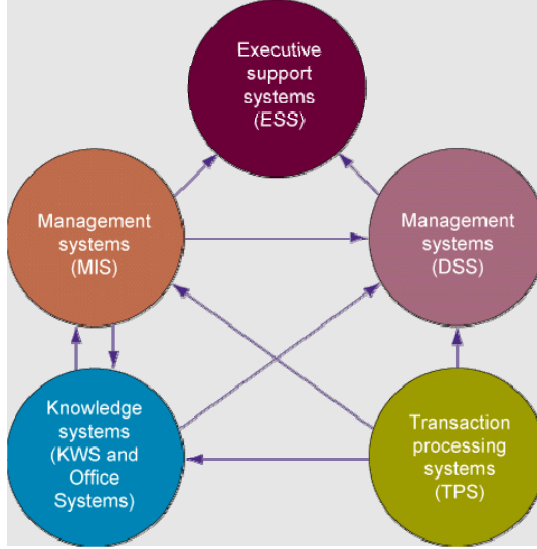 Executive
support
systems
(ESS)
Management
systems
(MIS)
Management
systems
(DSS)
Knowledge
systems
(KWS and
Office
Systems)
Transaction
processing
systems
(TPS)